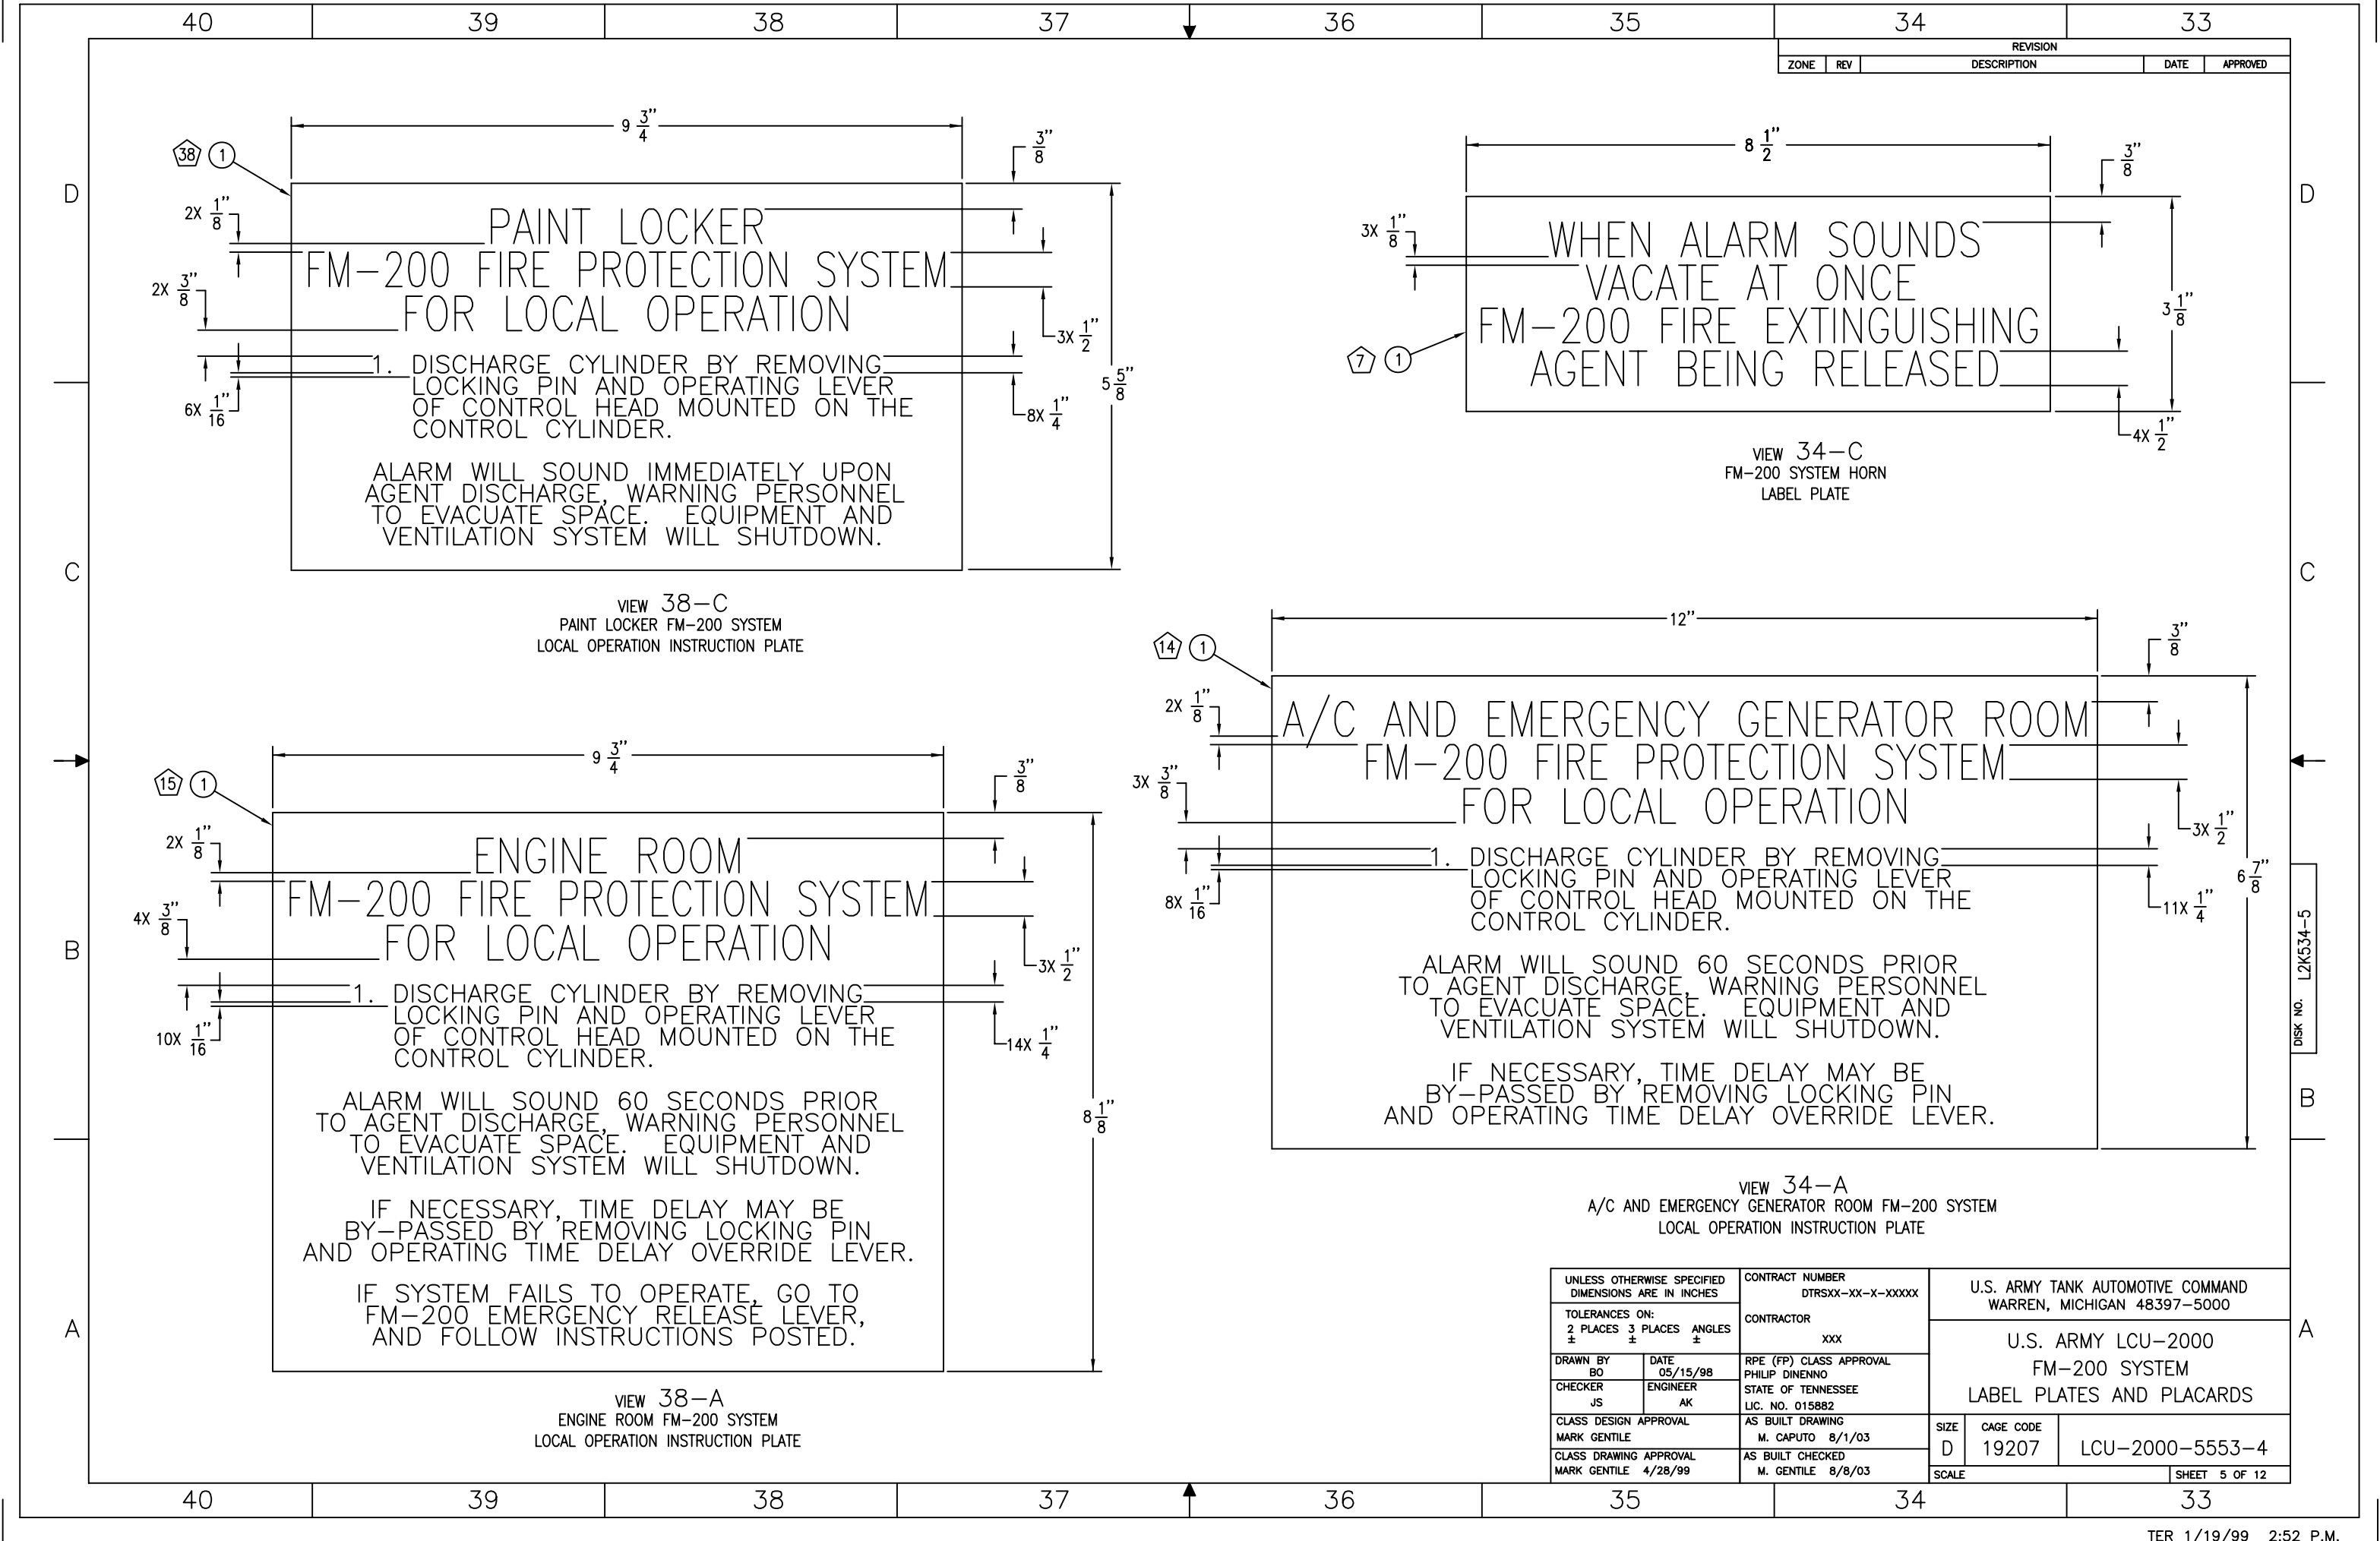 40 39 38 37 36 35 34 33
REVISION
ZONE REV DESCRIPTION DATE APPROVED
D
D
C
C
B
B
A
A
9 3/4"
38 1
3/8"
2X 1/8"
2X 3/8"
6X 1/16"
3X 1/2"
8X 1/4"
5 5/8"
PAINT LOCKER
FM-200 FIRE PROTECTION SYSTEM
FOR LOCAL OPERATION
1. DISCHARGE CYLINDER BY REMOVING
LOCKING PIN AND OPERATING LEVER
OF CONTROL HEAD MOUNTED ON THE
CONTROL CYLINDER.
ALARM WILL SOUND IMMEDIATELY UPON
AGENT DISCHARGE, WARNING PERSONNEL
TO EVACUATE SPACE. EQUIPMENT AND
VENTILATION SYSTEM WILL SHUTDOWN.
VIEW 38-C
PAINT LOCKER FM-200 SYSTEM
LOCAL OPERATION INSTRUCTION PLATE
8 1/2"
3/8"
3X 1/8"
7 1
3 1/8"
4X 1/2"
WHEN ALARM SOUNDS
VACATE AT ONCE
FM-200 FIRE EXTINGUISHING
AGENT BEING RELEASED
VIEW 34-C
FM-200 SYSTEM HORN
LABEL PLATE
9 3/4"
15 1
3/8"
2X 1/8"
4X 3/8"
10X 1/16"
3X 1/2"
14X 1/4"
8 1/8"
ENGINE ROOM
FM-200 FIRE PROTECTION SYSTEM
FOR LOCAL OPERATION
1. DISCHARGE CYLINDER BY REMOVING
LOCKING PIN AND OPERATING LEVER
OF CONTROL HEAD MOUNTED ON THE
CONTROL CYLINDER.
ALARM WILL SOUND 60 SECONDS PRIOR
TO AGENT DISCHARGE, WARNING PERSONNEL
TO EVACUATE SPACE. EQUIPMENT AND
VENTILATION SYSTEM WILL SHUTDOWN.
IF NECESSARY, TIME DELAY MAY BE
BY-PASSED BY REMOVING LOCKING PIN
AND OPERATING TIME DELAY OVERRIDE LEVER.
IF SYSTEM FAILS TO OPERATE, GO TO
FM-200 EMERGENCY RELEASE LEVER,
AND FOLLOW INSTRUCTIONS POSTED.
VIEW 38-A
ENGINE ROOM FM-200 SYSTEM
LOCAL OPERATION INSTRUCTION PLATE
12"
14 1
3/8"
2X 1/8"
3X 3/8"
8X 1/16"
3X 1/2"
11X 1/4"
6 7/8"
A/C AND EMERGENCY GENERATOR ROOM
FM-200 FIRE PROTECTION SYSTEM
FOR LOCAL OPERATION
1. DISCHARGE CYLINDER BY REMOVING
LOCKING PIN AND OPERATING LEVER
OF CONTROL HEAD MOUNTED ON THE
CONTROL CYLINDER.
ALARM WILL SOUND 60 SECONDS PRIOR
TO AGENT DISCHARGE, WARNING PERSONNEL
TO EVACUATE SPACE. EQUIPMENT AND
VENTILATION SYSTEM WILL SHUTDOWN.
IF NECESSARY, TIME DELAY MAY BE
BY-PASSED BY REMOVING LOCKING PIN
AND OPERATING TIME DELAY OVERRIDE LEVER.
VIEW 34-A
A/C AND EMERGENCY GENERATOR ROOM FM-200 SYSTEM
LOCAL OPERATION INSTRUCTION PLATE
DISK NO. L2K534-5
UNLESS OTHERWISE SPECIFIED
DIMENSIONS ARE IN INCHES
TOLERANCES ON:
2 PLACES 3 PLACES ANGLES
± ± ±
DRAWN BY
BO
DATE
05/15/98
CHECKER
JS
ENGINEER
AK
CLASS DESIGN APPROVAL
MARK GENTILE
CLASS DRAWING APPROVAL
MARK GENTILE 4/28/99
CONTRACT NUMBER
DTRSXX-XX-X-XXXXX
CONTRACTOR
XXX
RPE (FP) CLASS APPROVAL
PHILIP DINENNO
STATE OF TENNESSEE
LIC. NO. 015882
AS BUILT DRAWING
M. CAPUTO 8/1/03
AS BUILT CHECKED
M. GENTILE 8/8/03
U.S. ARMY TANK AUTOMOTIVE COMMAND
WARREN, MICHIGAN 48397-5000
U.S. ARMY LCU-2000
FM-200 SYSTEM
LABEL PLATES AND PLACARDS
SIZE
D
CAGE CODE
19207
LCU-2000-5553-4
SCALE
SHEET 5 OF 12
40 39 38 37 36 35 34 33
TER 1/19/99 2:52 P.M.